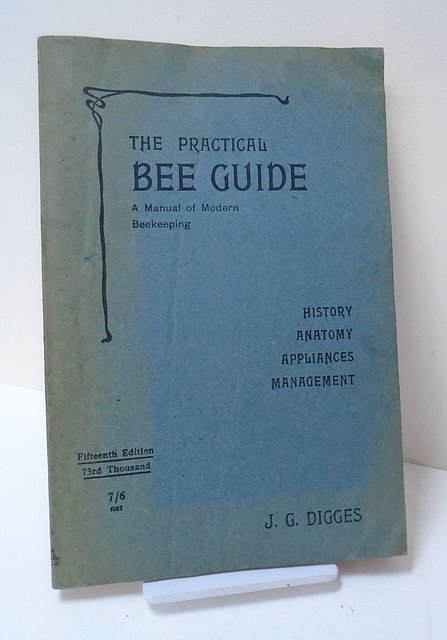 THE PRACTICAL
BEE GUIDE
A Manual of Modern
Beekeeping
HISTORY
ANATOMY
APPLIANCES
MANAGEMENT
Fifteenth Edition
73rd Thousand
7/6
net
J. G. DIGGES